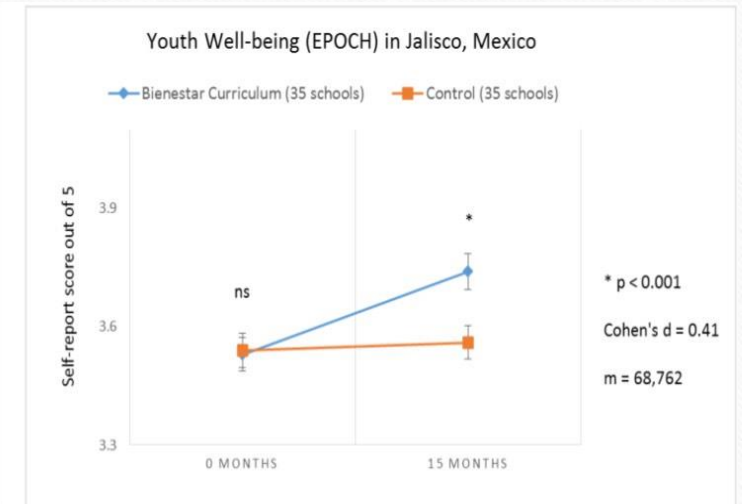 Youth Well-being (EPOCH) in Jalisco, Mexico
Bienestar Curriculum (35 schools) Control (35 schools)
Self-report score out of 5
3.9
3.6
3.3
ns
*
* p < 0.001
Cohen's d = 0.41
m = 68,762
0 MONTHS 15 MONTHS